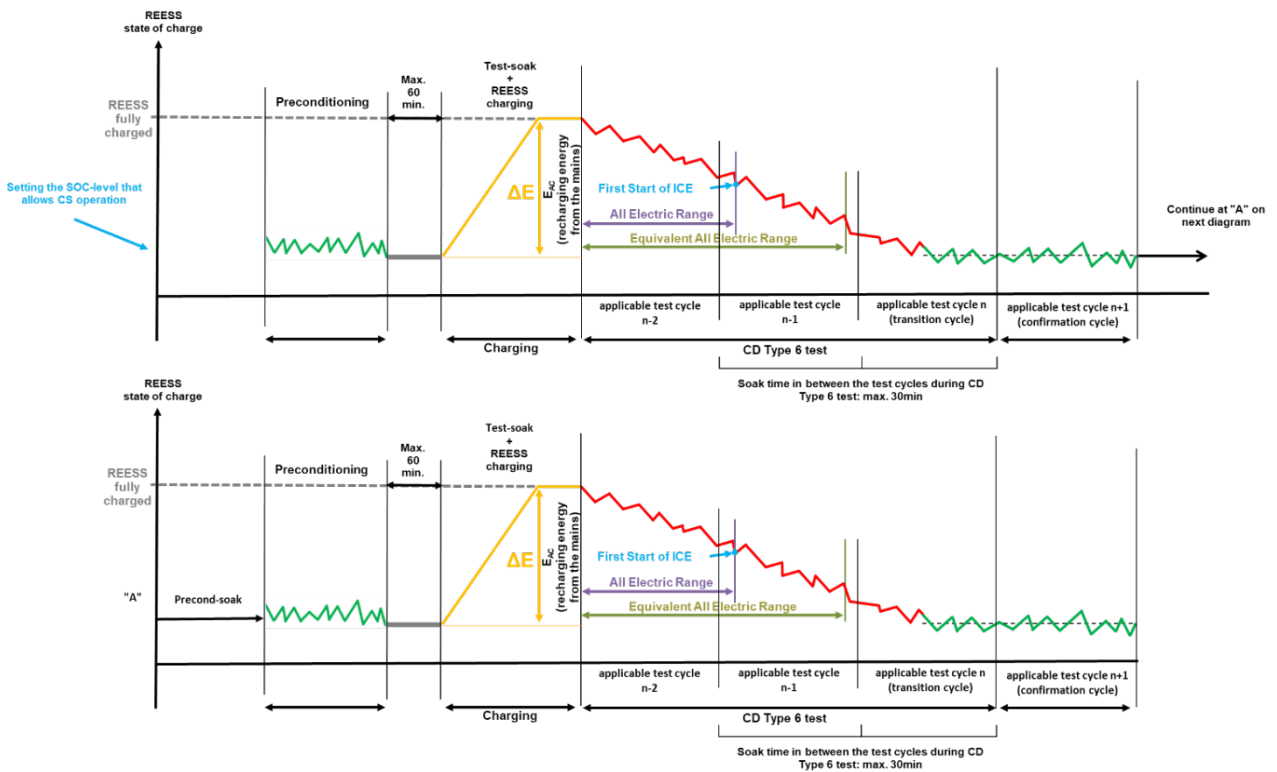 REESS
state of charge
Test-soak
+
REESS
charging
Max.
60
min.
Preconditioning
REESS
fully
charged
Setting the SOC-level that
allows CS operation
ΔE
EAC
(recharging energy
from the mains)
First Start of ICE
All Electric Range
Equivalent All Electric Range
Continue at "A" on
next diagram
applicable test cycle
n-2
applicable test cycle
n-1
applicable test cycle n
(transition cycle)
applicable test cycle n+1
(confirmation cycle)
Charging
CD Type 6 test
Soak time in between the test cycles during CD
Type 6 test: max. 30min
REESS
state of charge
Test-soak
+
REESS
charging
Max.
60
min.
Preconditioning
REESS
fully
charged
ΔE
EAC
(recharging energy
from the mains)
First Start of ICE
All Electric Range
Equivalent All Electric Range
"A"
Precond-soak
applicable test cycle
n-2
applicable test cycle
n-1
applicable test cycle n
(transition cycle)
applicable test cycle n+1
(confirmation cycle)
Charging
CD Type 6 test
Soak time in between the test cycles during CD
Type 6 test: max. 30min